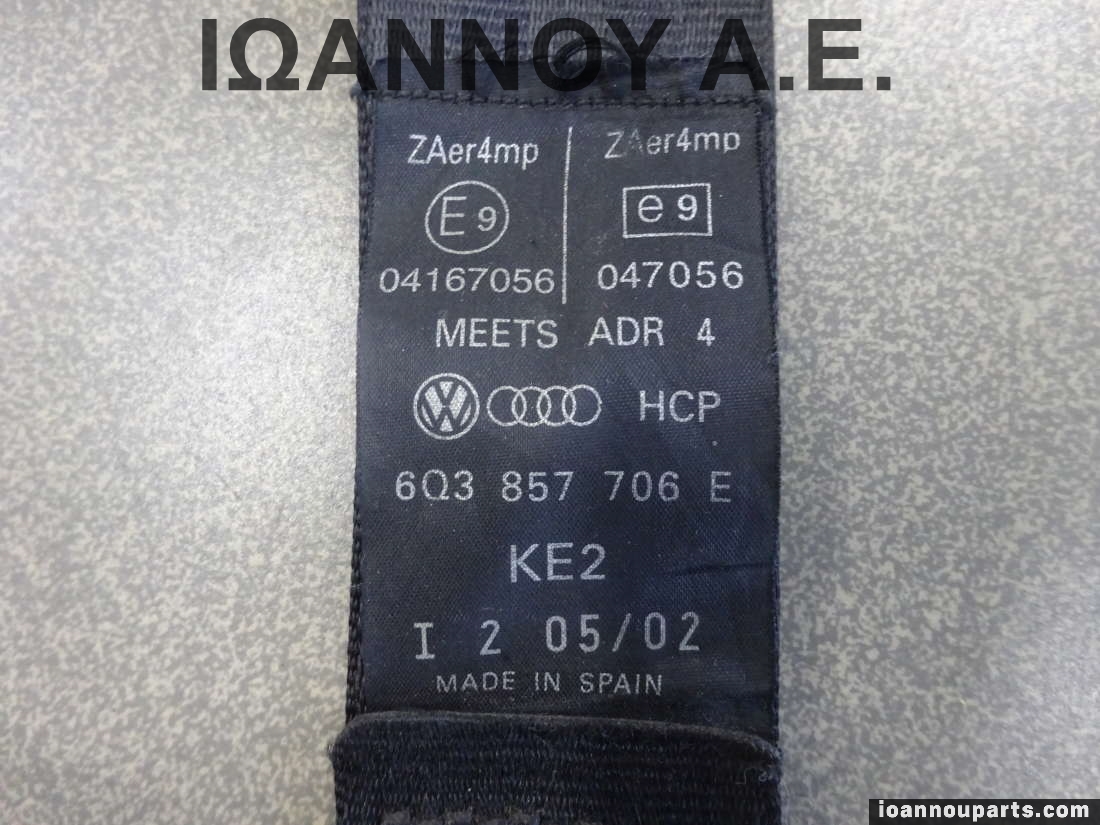 ΙΩΑΝΝΟΥ Α.Ε.
ZAer4mp ZAer4mp
E9 e9
04167056 047056
MEETS ADR 4
HCP
6Q3 857 706 E
KE2
I 2 05/02
MADE IN SPAIN
ioannouparts.com